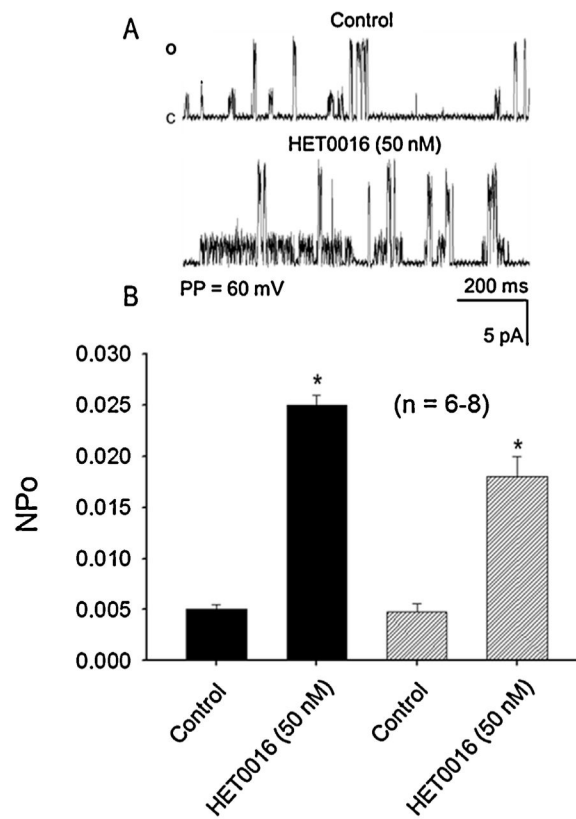 A
Control
O
C
HET0016 (50 nM)
PP = 60 mV
200 ms
5 pA
B
0.030
0.025
0.020
0.015
0.010
0.005
0.000
NPo
*
(n = 6-8)
*
Control
HET0016 (50 nM)
Control
HET0016 (50 nM)